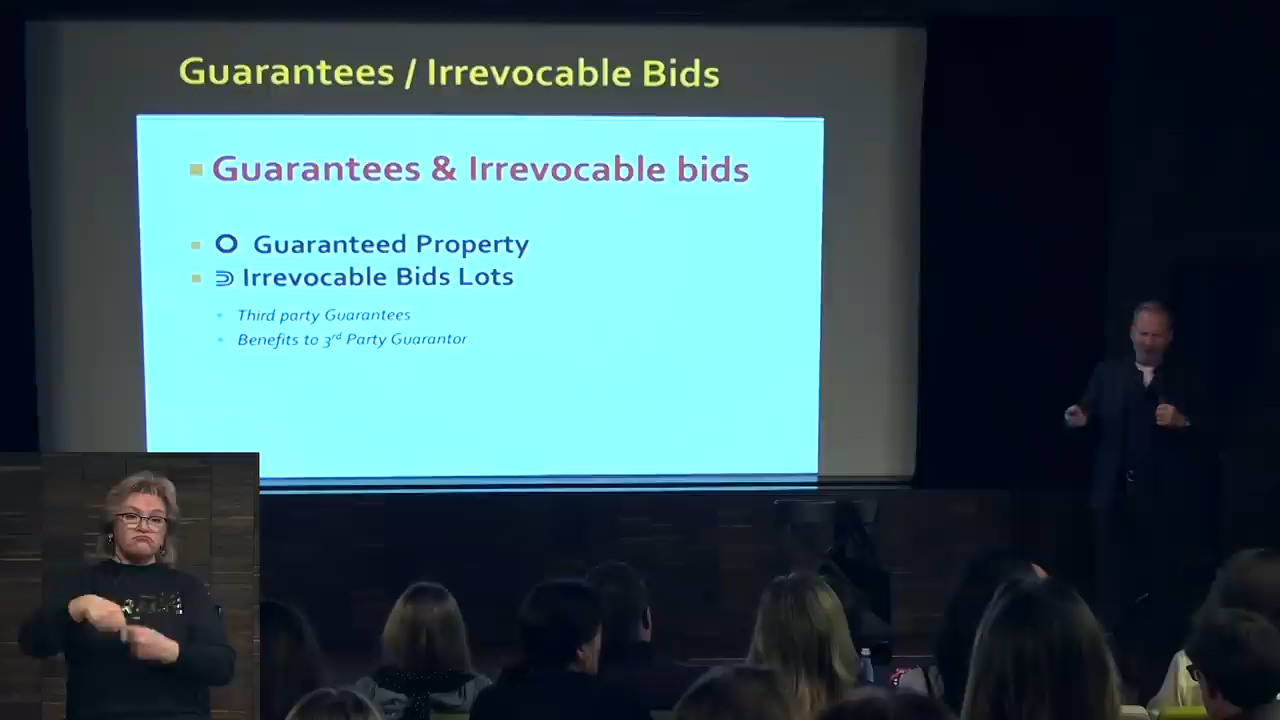 Guarantees / Irrevocable Bids
Guarantees & Irrevocable bids
O Guaranteed Property
⋑ Irrevocable Bids Lots
Third party Guarantees
Benefits to 3rd Party Guarantor